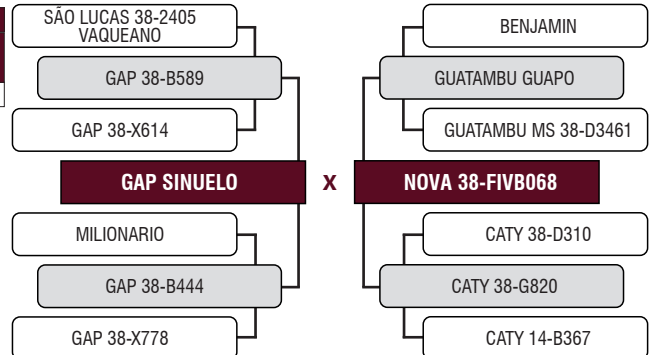 SÃO LUCAS 38-2405
VAQUEANO
GAP 38-B589
GAP 38-X614
GAP SINUELO
MILIONARIO
GAP 38-B444
GAP 38-X778
X
BENJAMIN
GUATAMBU GUAPO
GUATAMBU MS 38-D3461
NOVA 38-FIVB068
CATY 38-D310
CATY 38-G820
CATY 14-B367